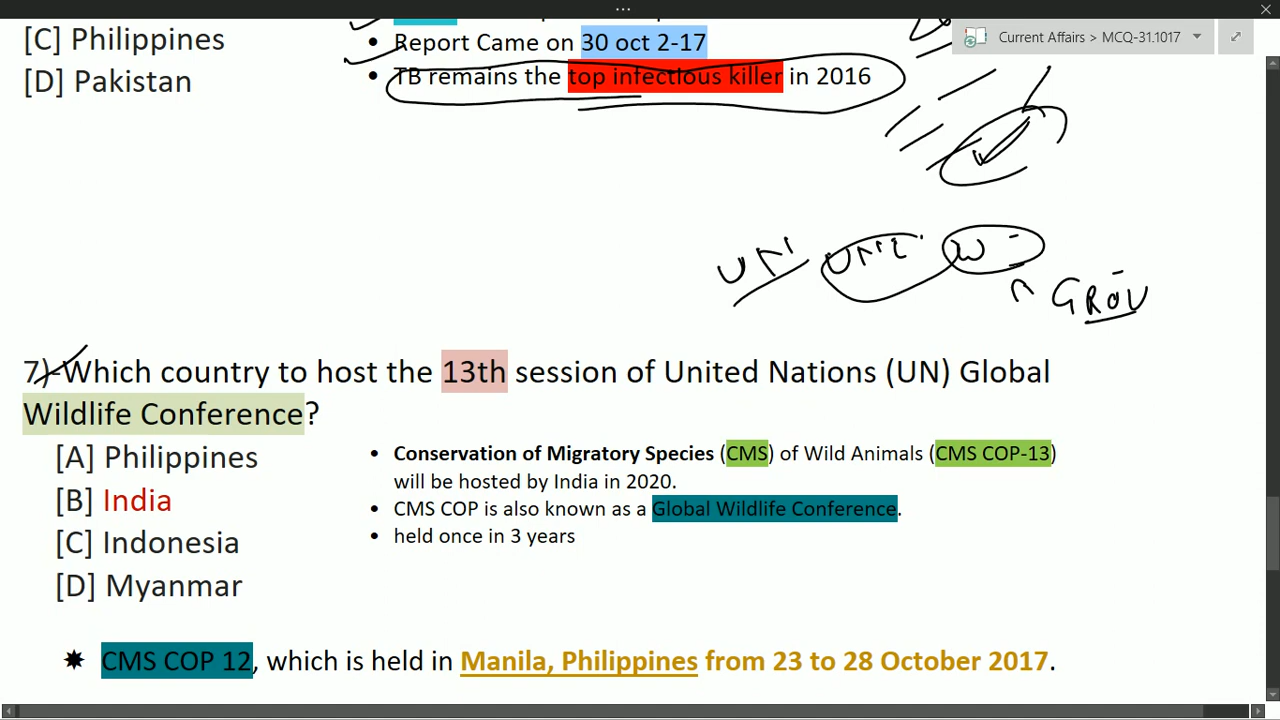 [C] Philippines
[D] Pakistan
Report Came on 30 oct 2-17
TB remains the top infectious killer in 2016
Current Affairs > MCQ-31.1017
UN
GROU
7)-Which country to host the 13th session of United Nations (UN) Global
Wildlife Conference?
[A] Philippines
[B] India
[C] Indonesia
[D] Myanmar
Conservation of Migratory Species (CMS) of Wild Animals (CMS COP-13)
will be hosted by India in 2020.
CMS COP is also known as a Global Wildlife Conference.
held once in 3 years
CMS COP 12, which is held in Manila, Philippines from 23 to 28 October 2017.